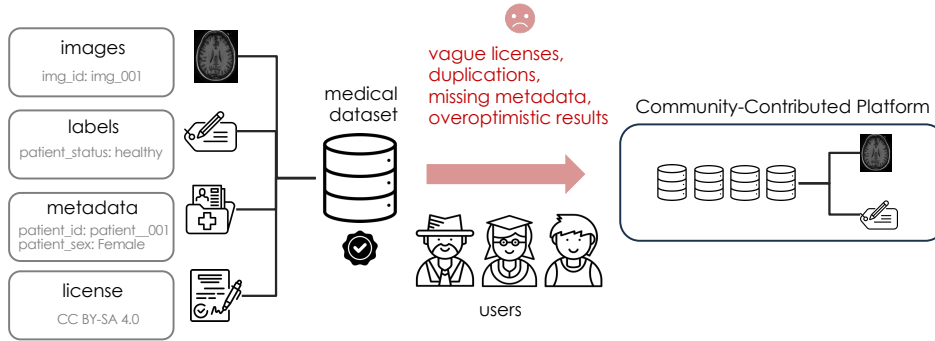 images
img_id: img_001
labels
patient_status: healthy
metadata
patient_id: patient__001
patient_sex: Female
license
CC BY-SA 4.0
medical
dataset
vague licenses,
duplications,
missing metadata,
overoptimistic results
users
Community-Contributed Platform